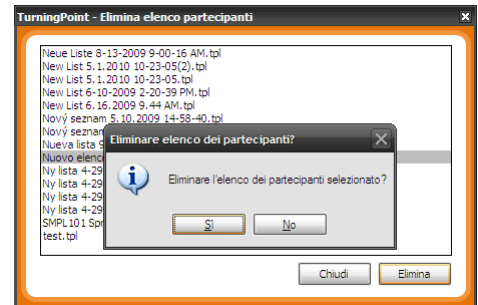 TurningPoint - Elimina elenco partecipanti
Neue Liste 8-13-2009 9-00-16 AM.tpl
New List 5.1.2010 10-23-05(2).tpl
New List 5.1.2010 10-23-05.tpl
New List 6-10-2009 2-20-39 PM.tpl
New List 6.16.2009 9.44 AM.tpl
Nový seznam 5.10.2009 14-58-40.tpl
Nový seznam
Nueva lista 9
Nuovo elenco
Ny lista 4-29
Ny lista 4-29
Ny lista 4-29
Ny lista 4-29
SMPL101 Spr
test.tpl
Eliminare elenco dei partecipanti?
Eliminare l'elenco dei partecipanti selezionato?
Sì
No
Chiudi
Elimina